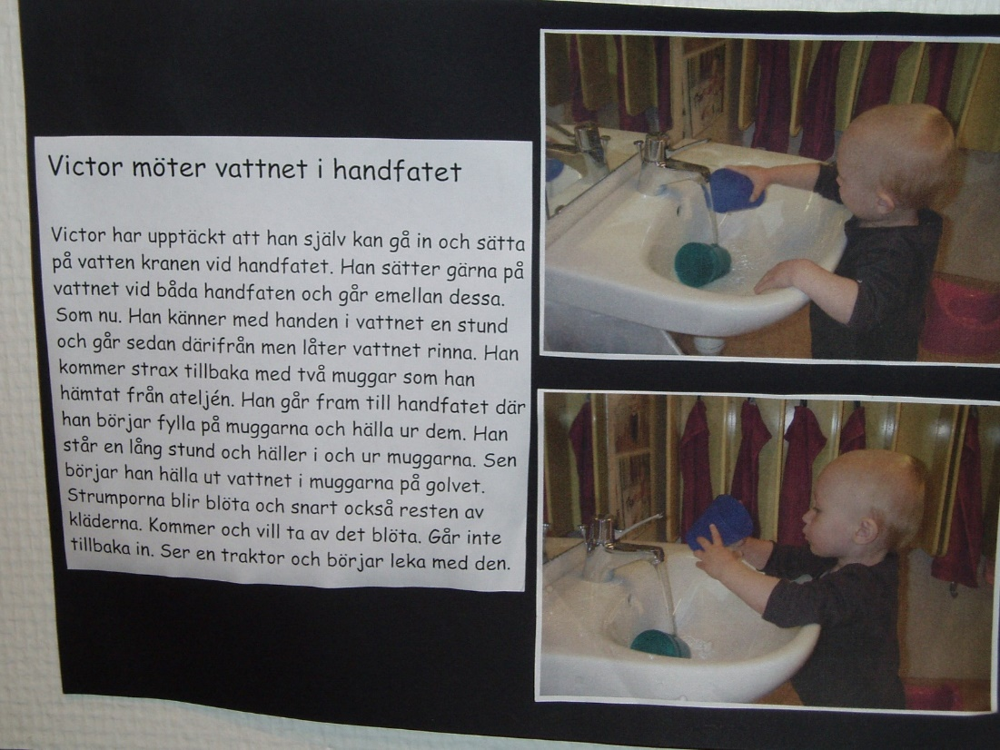 Victor möter vattnet i handfatet
Victor har upptäckt att han själv kan gå in och sätta
på vatten kranen vid handfatet. Han sätter gärna på
vattnet vid båda handfaten och går emellan dessa.
Som nu. Han känner med handen i vattnet en stund
och går sedan därifrån men låter vattnet rinna. Han
kommer strax tillbaka med två muggar som han
hämtat från ateljén. Han går fram till handfatet där
han börjar fylla på muggarna och hälla ur dem. Han
står en lång stund och häller i och ur muggarna. Sen
börjar han hälla ut vattnet i muggarna på golvet.
Strumporna blir blöta och snart också resten av
kläderna. Kommer och vill ta av det blöta. Går inte
tillbaka in. Ser en traktor och börjar leka med den.